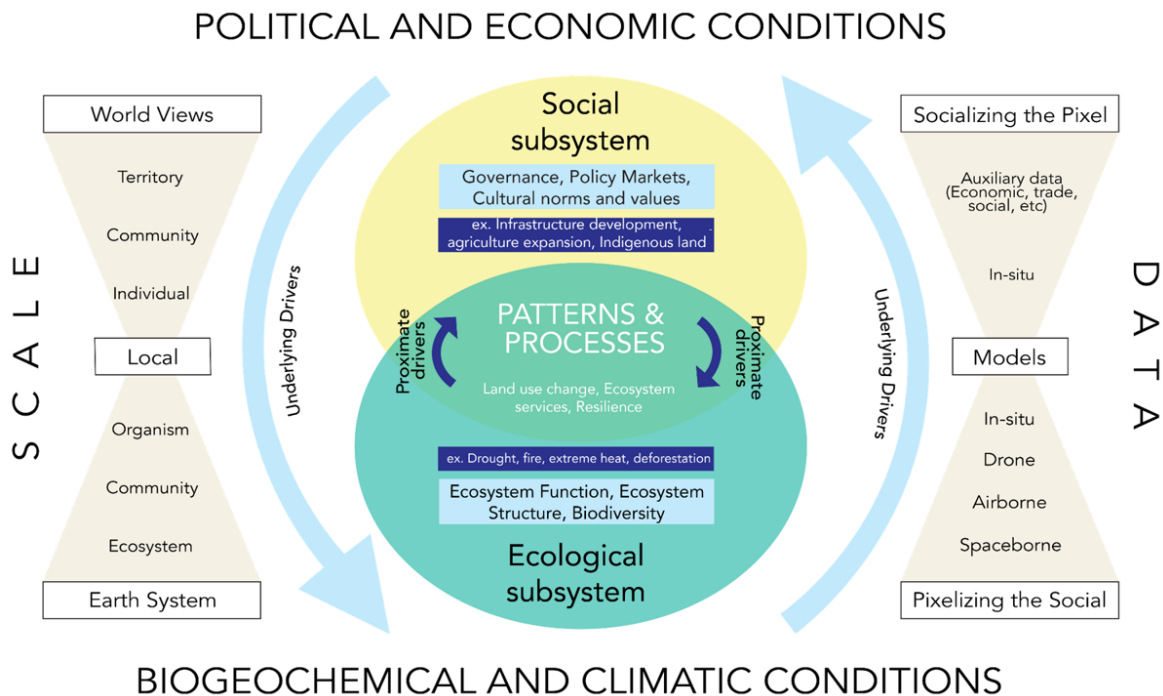 POLITICAL AND ECONOMIC CONDITIONS
SCALE
World Views
Territory
Community
Individual
Local
Organism
Community
Ecosystem
Earth System
Underlying Drivers
Social
subsystem
Governance, Policy Markets,
Cultural norms and values
ex. Infrastructure development,
agriculture expansion, Indigenous land
PATTERNS &
PROCESSES
Proximate
drivers
Proximate
drivers
Land use change, Ecosystem
services, Resilience
ex. Drought, fire, extreme heat, deforestation
Ecosystem Function, Ecosystem
Structure, Biodiversity
Ecological
subsystem
Underlying Drivers
Socializing the Pixel
Auxiliary data
(Economic, trade,
social, etc)
In-situ
Models
In-situ
Drone
Airborne
Spaceborne
Pixelizing the Social
DATA
BIOGEOCHEMICAL AND CLIMATIC CONDITIONS